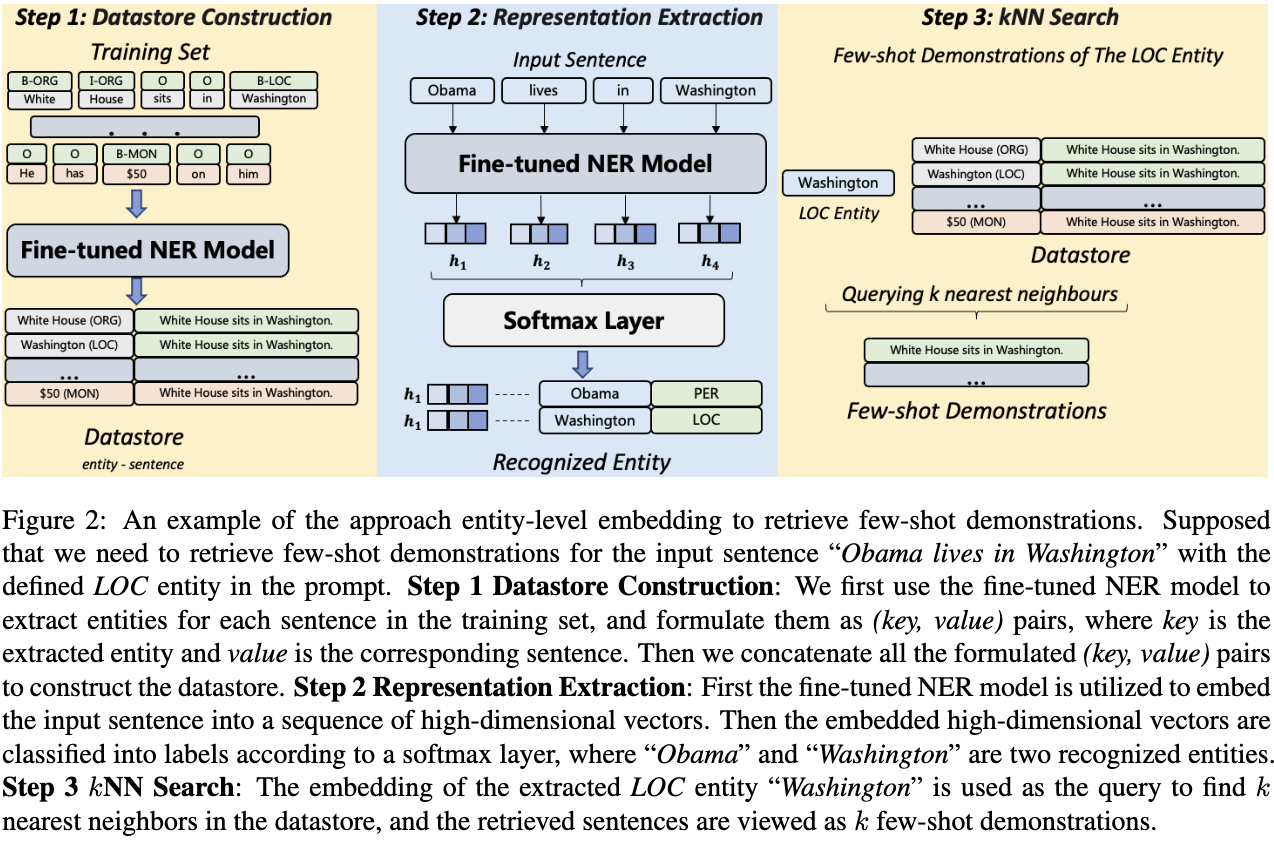 Step 1: Datastore Construction
Training Set
B-ORG I-ORG O O B-LOC
White House sits in Washington
. . .
O O B-MON O O
He has $50 on him
Fine-tuned NER Model
White House (ORG) White House sits in Washington.
Washington (LOC) White House sits in Washington.
... ...
$50 (MON) White House sits in Washington.
Datastore
entity - sentence
Step 2: Representation Extraction
Input Sentence
Obama lives in Washington
Fine-tuned NER Model
h1 h2 h3 h4
Softmax Layer
h1 Obama PER
h1 Washington LOC
Recognized Entity
Step 3: kNN Search
Few-shot Demonstrations of The LOC Entity
Washington
LOC Entity
White House (ORG) White House sits in Washington.
Washington (LOC) White House sits in Washington.
... ...
$50 (MON) White House sits in Washington.
Datastore
Querying k nearest neighbours
White House sits in Washington.
...
Few-shot Demonstrations
Figure 2: An example of the approach entity-level embedding to retrieve few-shot demonstrations. Supposed
that we need to retrieve few-shot demonstrations for the input sentence “Obama lives in Washington” with the
defined LOC entity in the prompt. Step 1 Datastore Construction: We first use the fine-tuned NER model to
extract entities for each sentence in the training set, and formulate them as (key, value) pairs, where key is the
extracted entity and value is the corresponding sentence. Then we concatenate all the formulated (key, value) pairs
to construct the datastore. Step 2 Representation Extraction: First the fine-tuned NER model is utilized to embed
the input sentence into a sequence of high-dimensional vectors. Then the embedded high-dimensional vectors are
classified into labels according to a softmax layer, where “Obama” and “Washington” are two recognized entities.
Step 3 kNN Search: The embedding of the extracted LOC entity “Washington” is used as the query to find k
nearest neighbors in the datastore, and the retrieved sentences are viewed as k few-shot demonstrations.